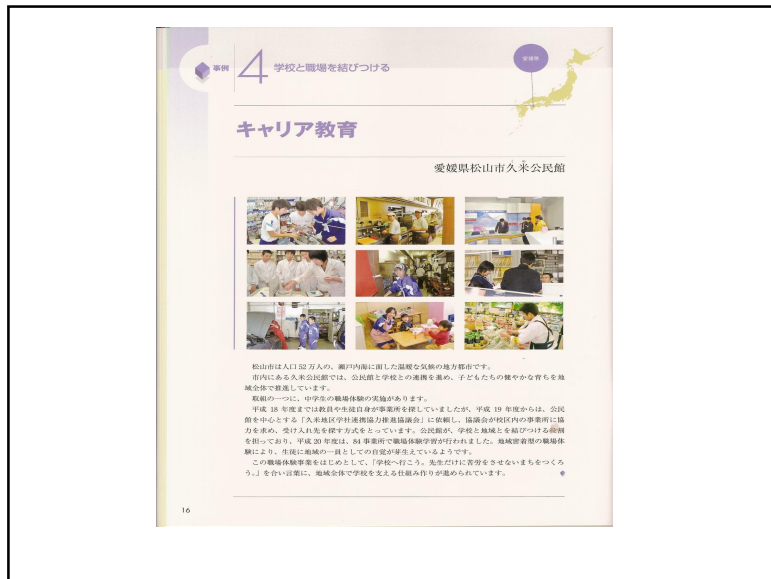 事例 4 学校と職場を結びつける
愛媛県
キャリア教育
愛媛県松山市久米公民館
松山市は人口 52 万人の、瀬戸内海に面した温暖な気候の地方都市です。
市内にある久米公民館では、公民館と学校との連携を進め、子どもたちの健やかな育ちを地
域全体で推進しています。
取組の一つに、中学生の職場体験の実施があります。
平成 18 年度までは教員や生徒自身が事業所を探していましたが、平成 19 年度からは、公民
館を中心とする「久米地区学社連携協力推進協議会」に依頼し、協議会が校区内の事業所に協
力を求め、受け入れ先を探す方式をとっています。公民館が、学校と地域とを結びつける役割
を担っており、平成 20 年度は、84 事業所で職場体験学習が行われました。地域密着型の職場体
験により、生徒に地域の一員としての自覚が芽生えているようです。
この職場体験事業をはじめとして、「学校へ行こう。先生だけに苦労をさせないまちをつくろ
う。」を合い言葉に、地域全体で学校を支える仕組み作りが進められています。
16